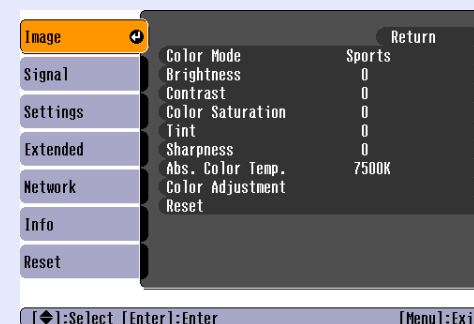 Image
Signal
Settings
Extended
Network
Info
Reset
Return
Color Mode Sports
Brightness 0
Contrast 0
Color Saturation 0
Tint 0
Sharpness 0
Abs. Color Temp. 7500K
Color Adjustment
Reset
[◆]:Select [Enter]:Enter [Menu]:Exi